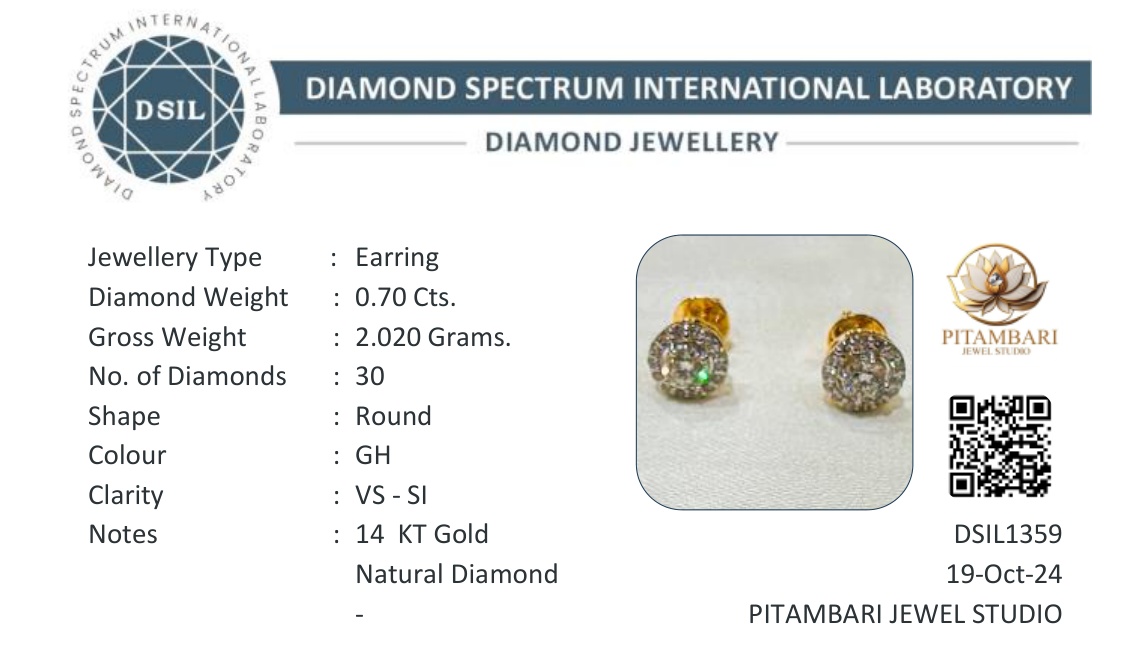 DIAMOND SPECTRUM INTERNATIONAL LABORATORY
DSIL
DIAMOND SPECTRUM INTERNATIONAL LABORATORY
DIAMOND JEWELLERY
Jewellery Type : Earring
Diamond Weight : 0.70 Cts.
Gross Weight : 2.020 Grams.
No. of Diamonds : 30
Shape : Round
Colour : GH
Clarity : VS - SI
Notes : 14 KT Gold
Natural Diamond
-
PITAMBARI
JEWEL STUDIO
DSIL1359
19-Oct-24
PITAMBARI JEWEL STUDIO